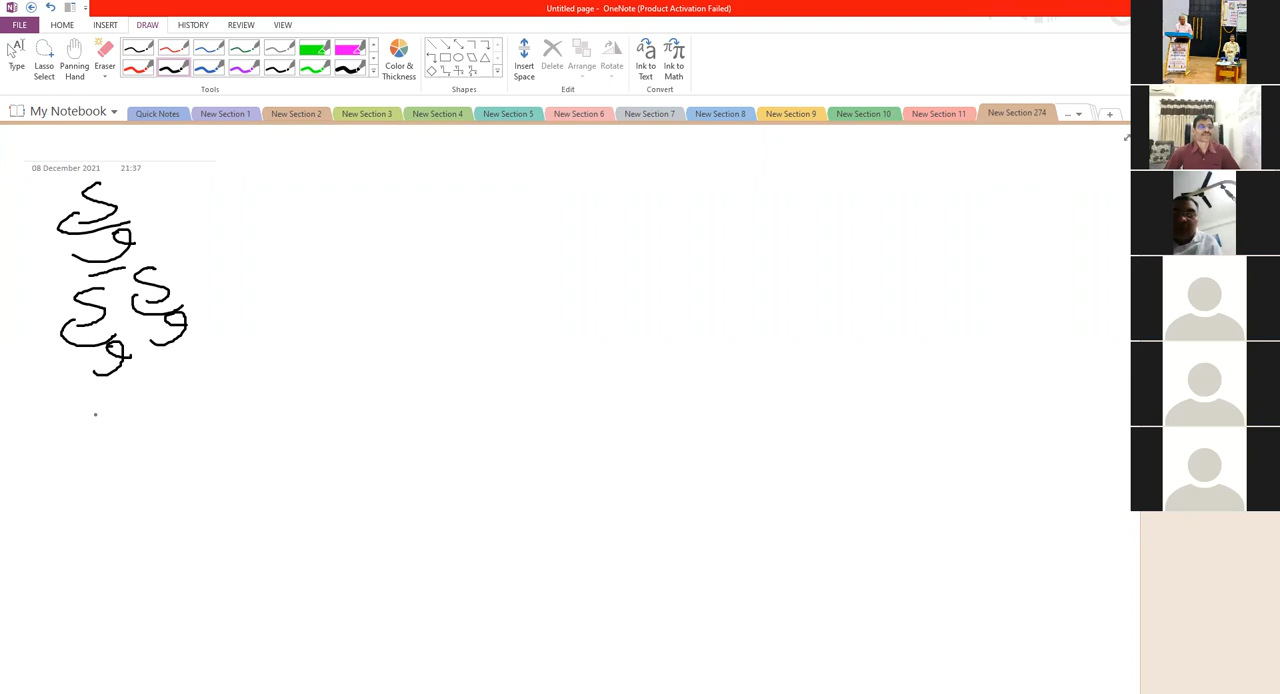 Untitled page - OneNote (Product Activation Failed)
FILE HOME INSERT DRAW HISTORY REVIEW VIEW
Type Lasso Select Panning Hand Eraser Color & Thickness Insert Space Delete Arrange Rotate Ink to Text Ink to Math
Tools Shapes Edit Convert
My Notebook Quick Notes New Section 1 New Section 2 New Section 3 New Section 4 New Section 5 New Section 6 New Section 7 New Section 8 New Section 9 New Section 10 New Section 11 New Section 274 ...
08 December 2021 21:37